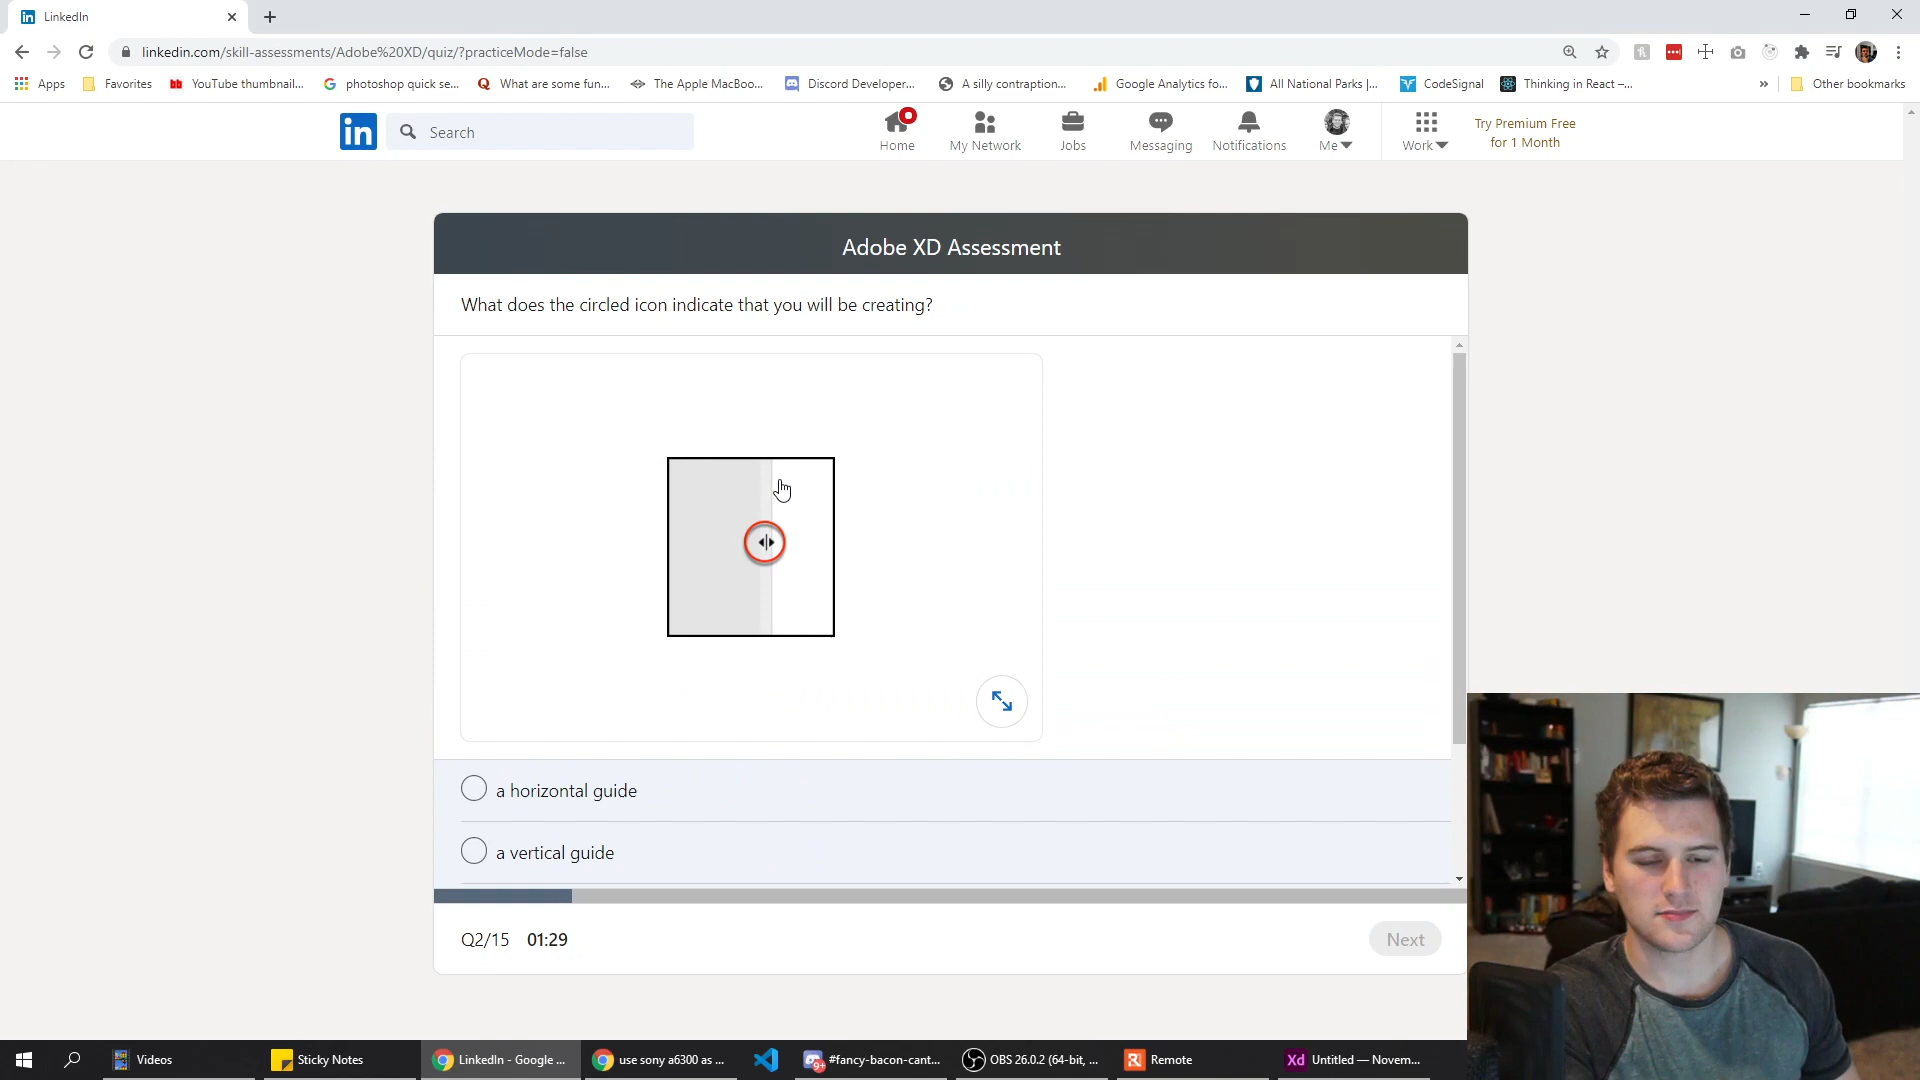 LinkedIn
linkedin.com/skill-assessments/Adobe%20XD/quiz/?practiceMode=false
Apps
Favorites
YouTube thumbnail...
photoshop quick se...
What are some fun...
The Apple MacBoo...
Discord Developer...
A silly contraption...
Google Analytics fo...
All National Parks |...
CodeSignal
Thinking in React –...
»
Other bookmarks
in
Search
Home
My Network
Jobs
Messaging
Notifications
Me
Work
Try Premium Free
for 1 Month
Adobe XD Assessment
What does the circled icon indicate that you will be creating?
a horizontal guide
a vertical guide
Q2/15 01:29
Next
Videos
Sticky Notes
LinkedIn - Google ...
use sony a6300 as ...
9+
#fancy-bacon-cant...
OBS 26.0.2 (64-bit, ...
Remote
Xd
Untitled — Novem...